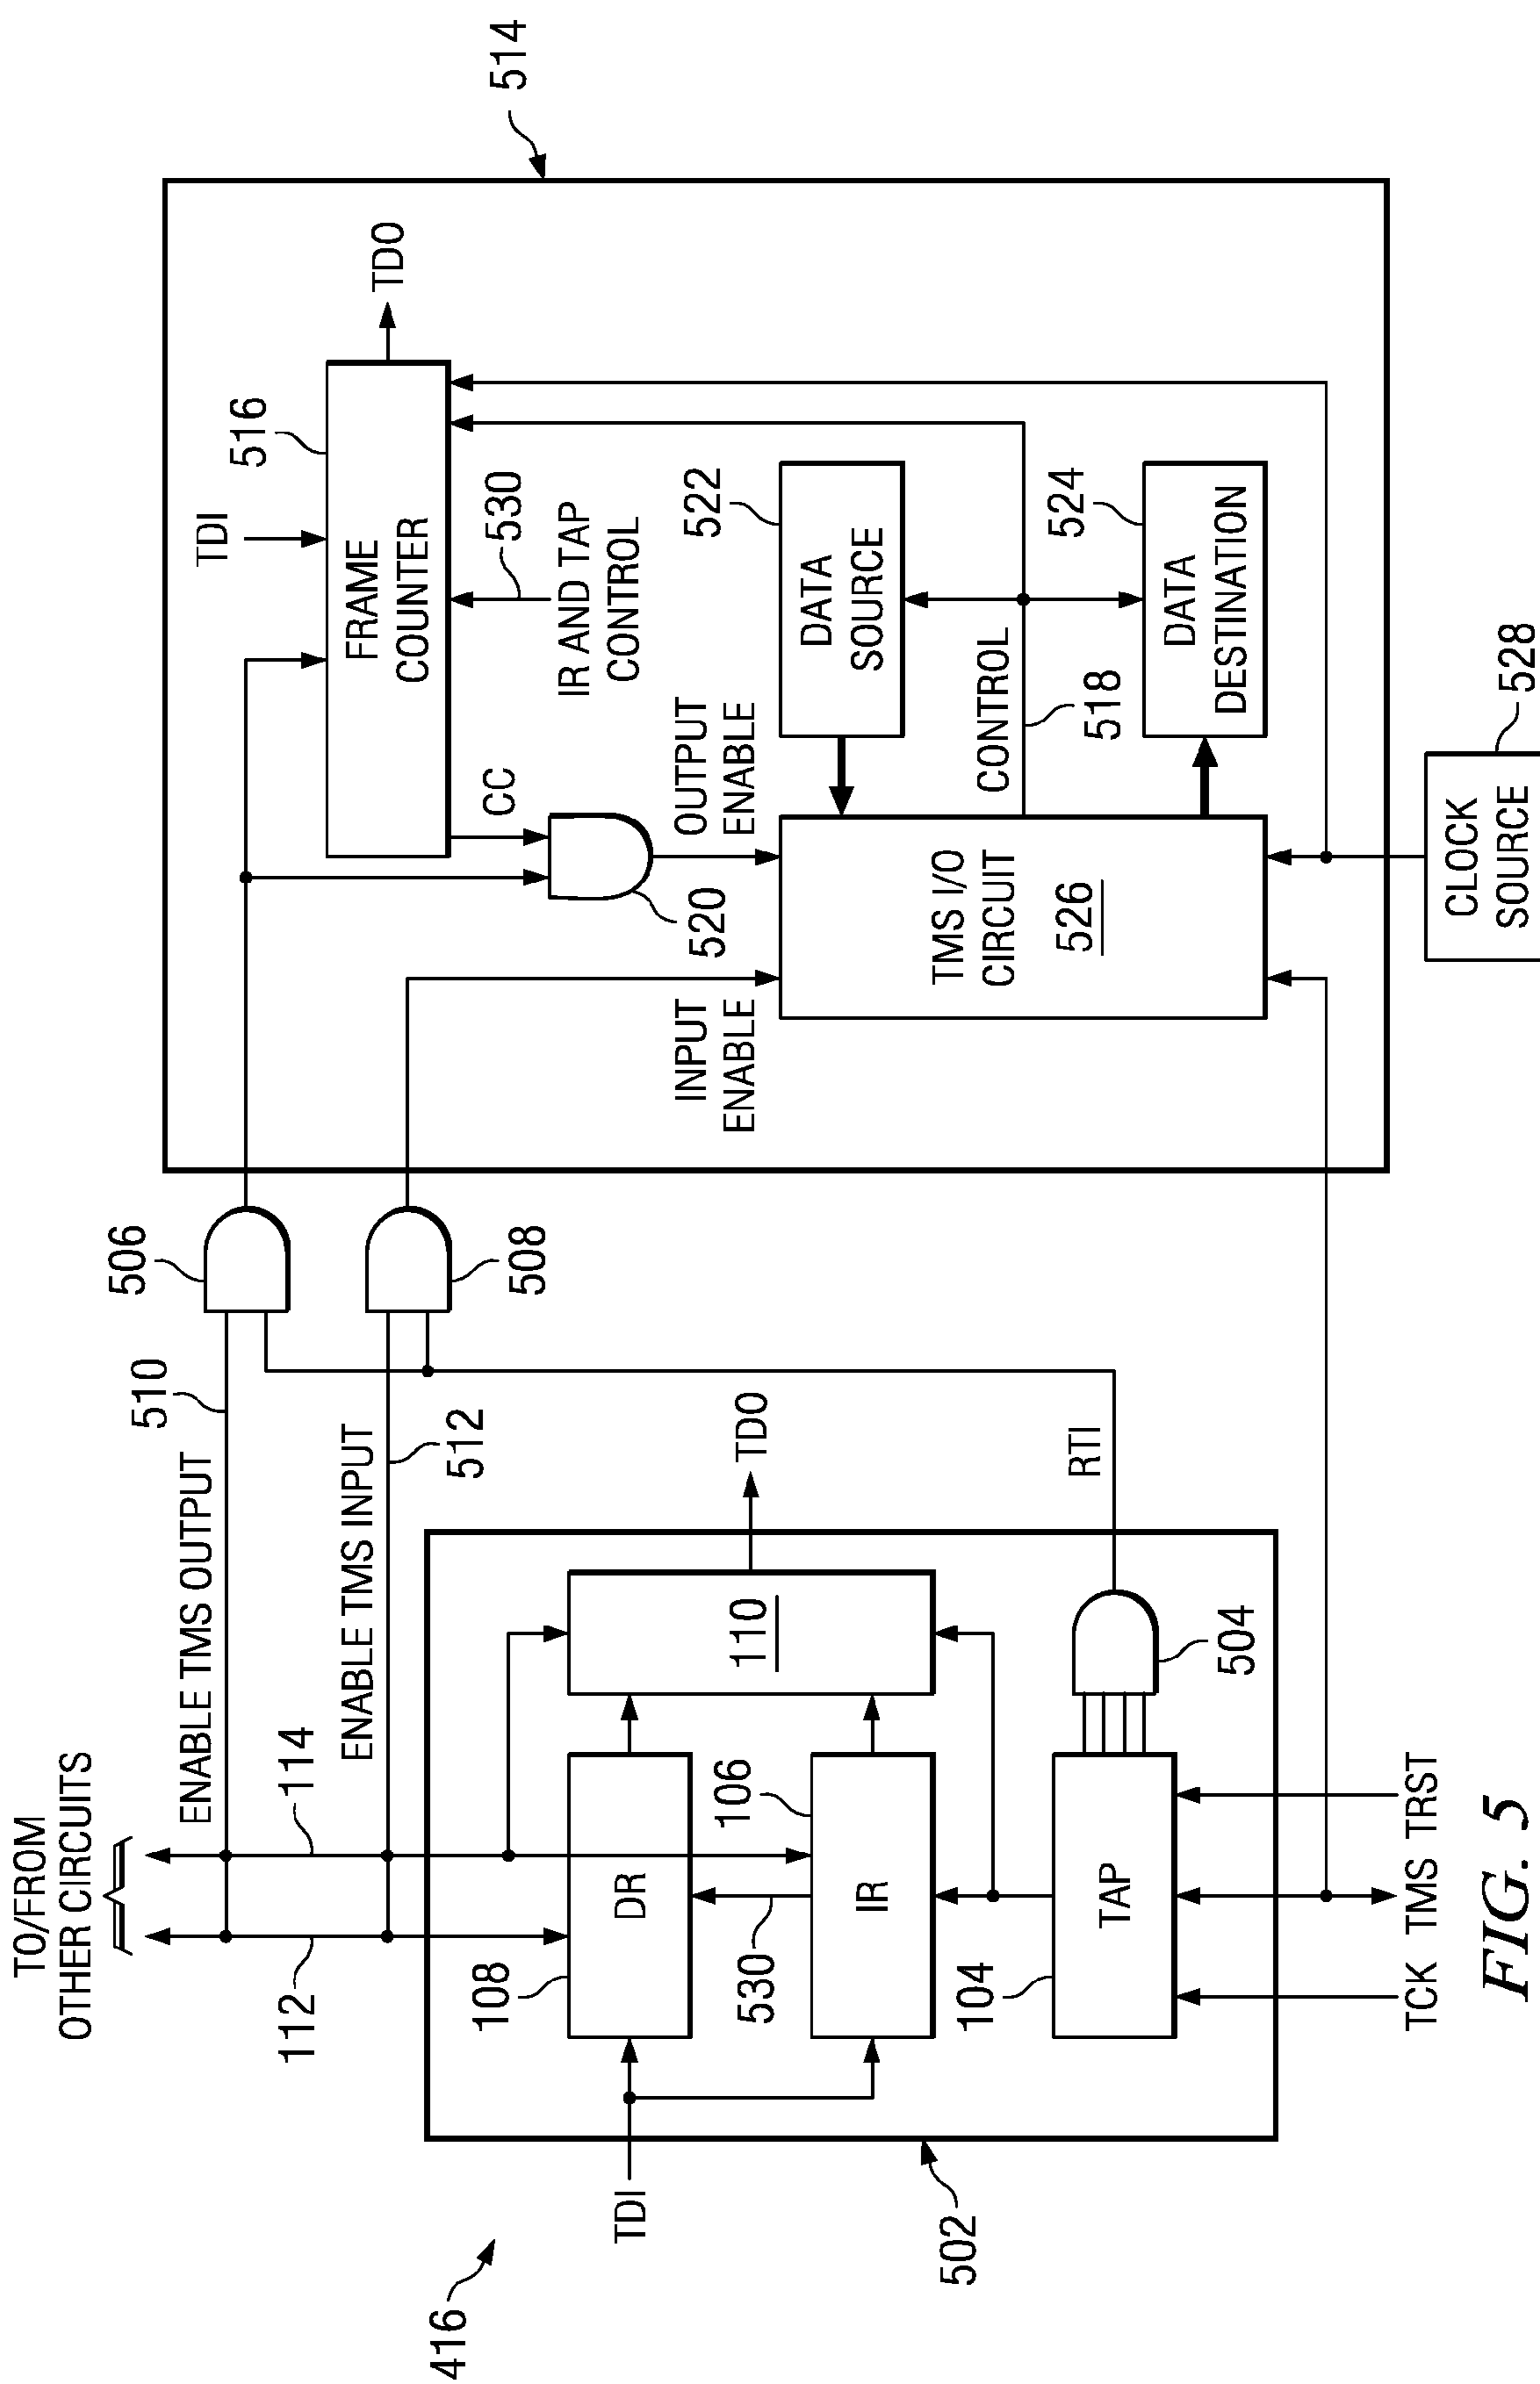 TO/FROM
OTHER CIRCUITS
416
502
TDI
112
114
ENABLE TMS OUTPUT
510
506
ENABLE TMS INPUT
512
508
108
DR
530
106
IR
104
TAP
110
TDO
504
RTI
TCK
TMS
TRST
514
TDI
516
FRAME
COUNTER
TDO
530
IR AND TAP
CONTROL
CC
520
OUTPUT
ENABLE
INPUT
ENABLE
522
DATA
SOURCE
TMS I/O
CIRCUIT
526
CONTROL
518
524
DATA
DESTINATION
CLOCK
SOURCE
528
FIG. 5